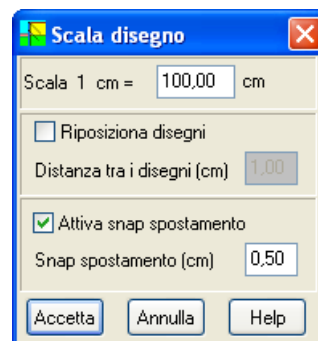 Scala disegno
Scala 1 cm = 100,00 cm
Riposiziona disegni
Distanza tra i disegni (cm) 1,00
Attiva snap spostamento
Snap spostamento (cm) 0,50
Accetta Annulla Help